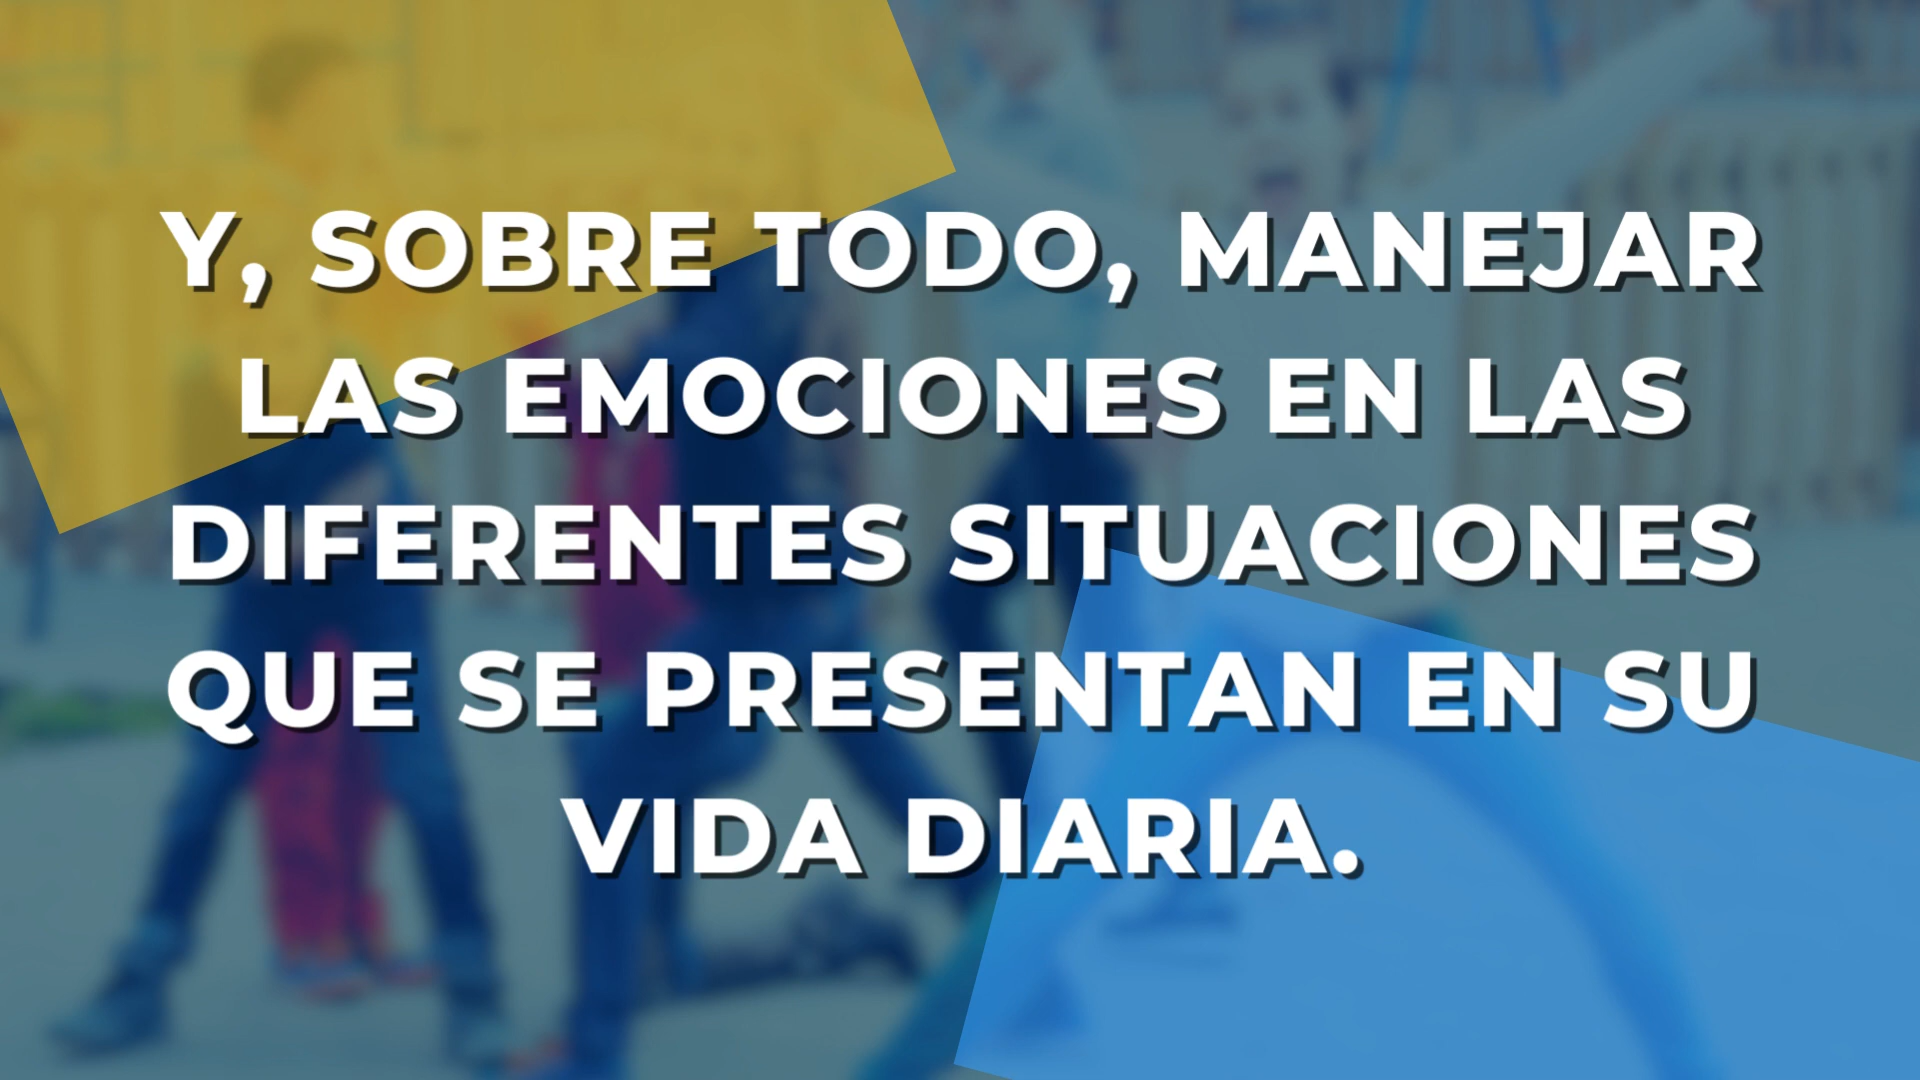 Y, SOBRE TODO, MANEJAR
LAS EMOCIONES EN LAS
DIFERENTES SITUACIONES
QUE SE PRESENTAN EN SU
VIDA DIARIA.